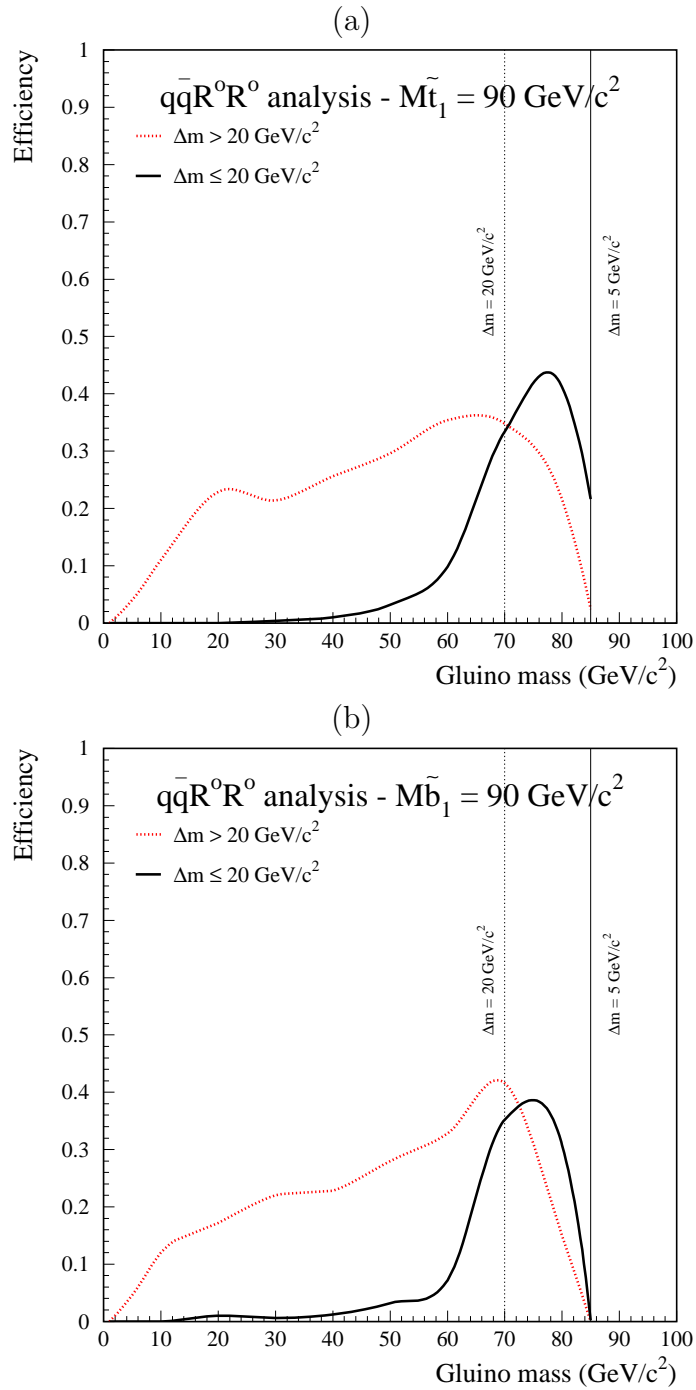 (a)
Efficiency
qq̄R⁰R⁰ analysis - Mt̃₁ = 90 GeV/c²
Δm > 20 GeV/c²
Δm ≤ 20 GeV/c²
Δm = 20 GeV/c²
Δm = 5 GeV/c²
1
0.9
0.8
0.7
0.6
0.5
0.4
0.3
0.2
0.1
0
0 10 20 30 40 50 60 70 80 90 100
Gluino mass (GeV/c²)
(b)
Efficiency
qq̄R⁰R⁰ analysis - Mb̃₁ = 90 GeV/c²
Δm > 20 GeV/c²
Δm ≤ 20 GeV/c²
Δm = 20 GeV/c²
Δm = 5 GeV/c²
1
0.9
0.8
0.7
0.6
0.5
0.4
0.3
0.2
0.1
0
0 10 20 30 40 50 60 70 80 90 100
Gluino mass (GeV/c²)